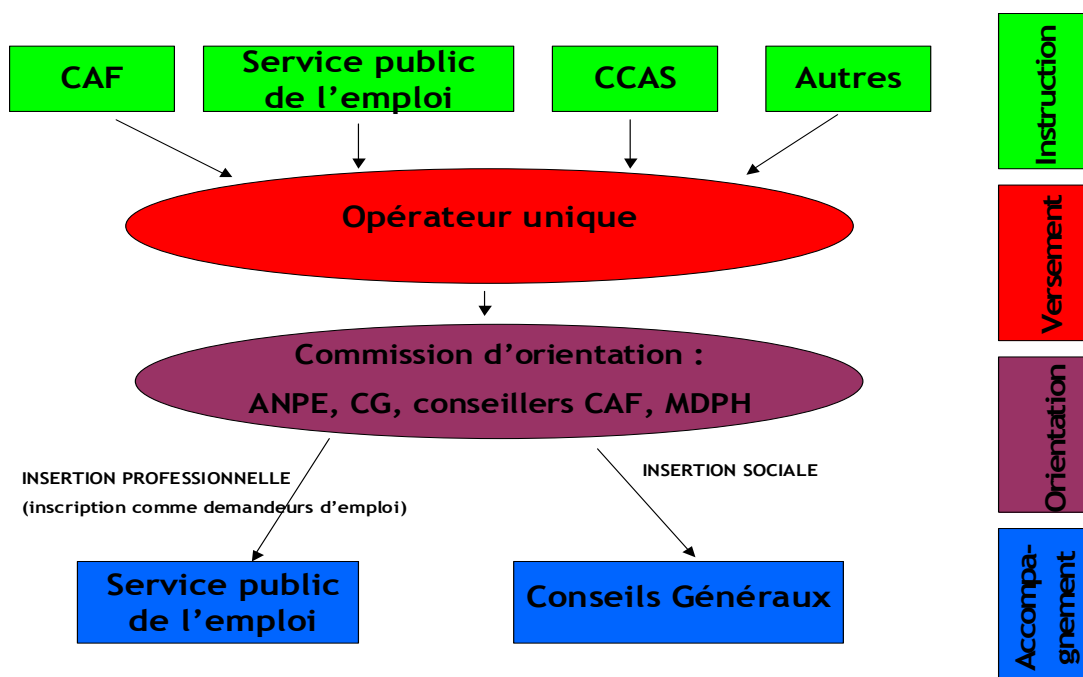 CAF
Service public
de l’emploi
CCAS
Autres
Instruction
Opérateur unique
Versement
Commission d’orientation :
ANPE, CG, conseillers CAF, MDPH
Orientation
INSERTION PROFESSIONNELLE
(inscription comme demandeurs d’emploi)
INSERTION SOCIALE
Service public
de l’emploi
Conseils Généraux
Accompa-
gnement